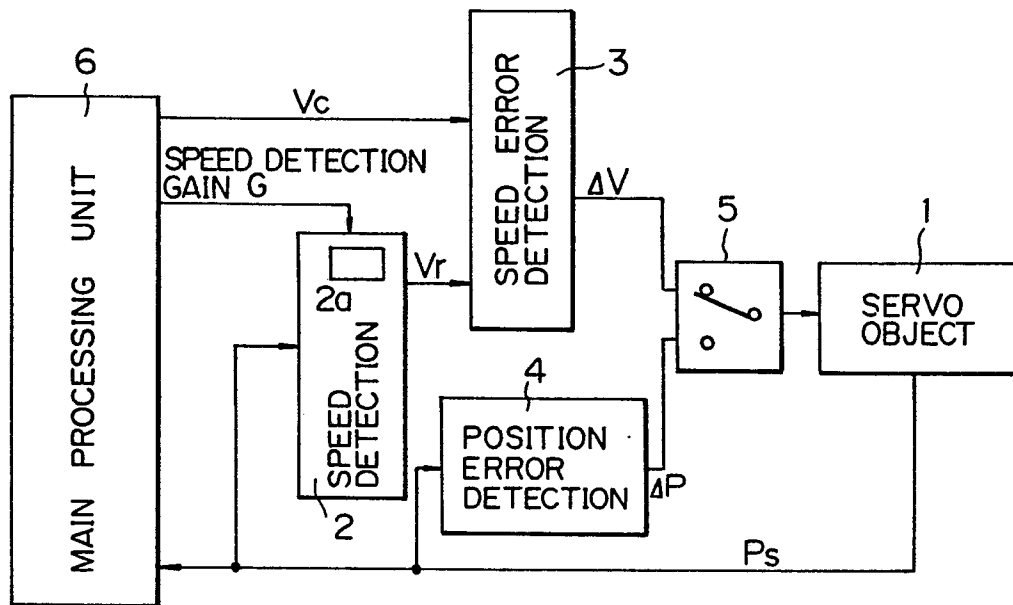 6
MAIN PROCESSING UNIT
Vc
SPEED DETECTION
GAIN G
2a
SPEED
DETECTION
2
Vr
3
SPEED ERROR
DETECTION
ΔV
4
POSITION
ERROR
DETECTION
ΔP
5
1
SERVO
OBJECT
Ps